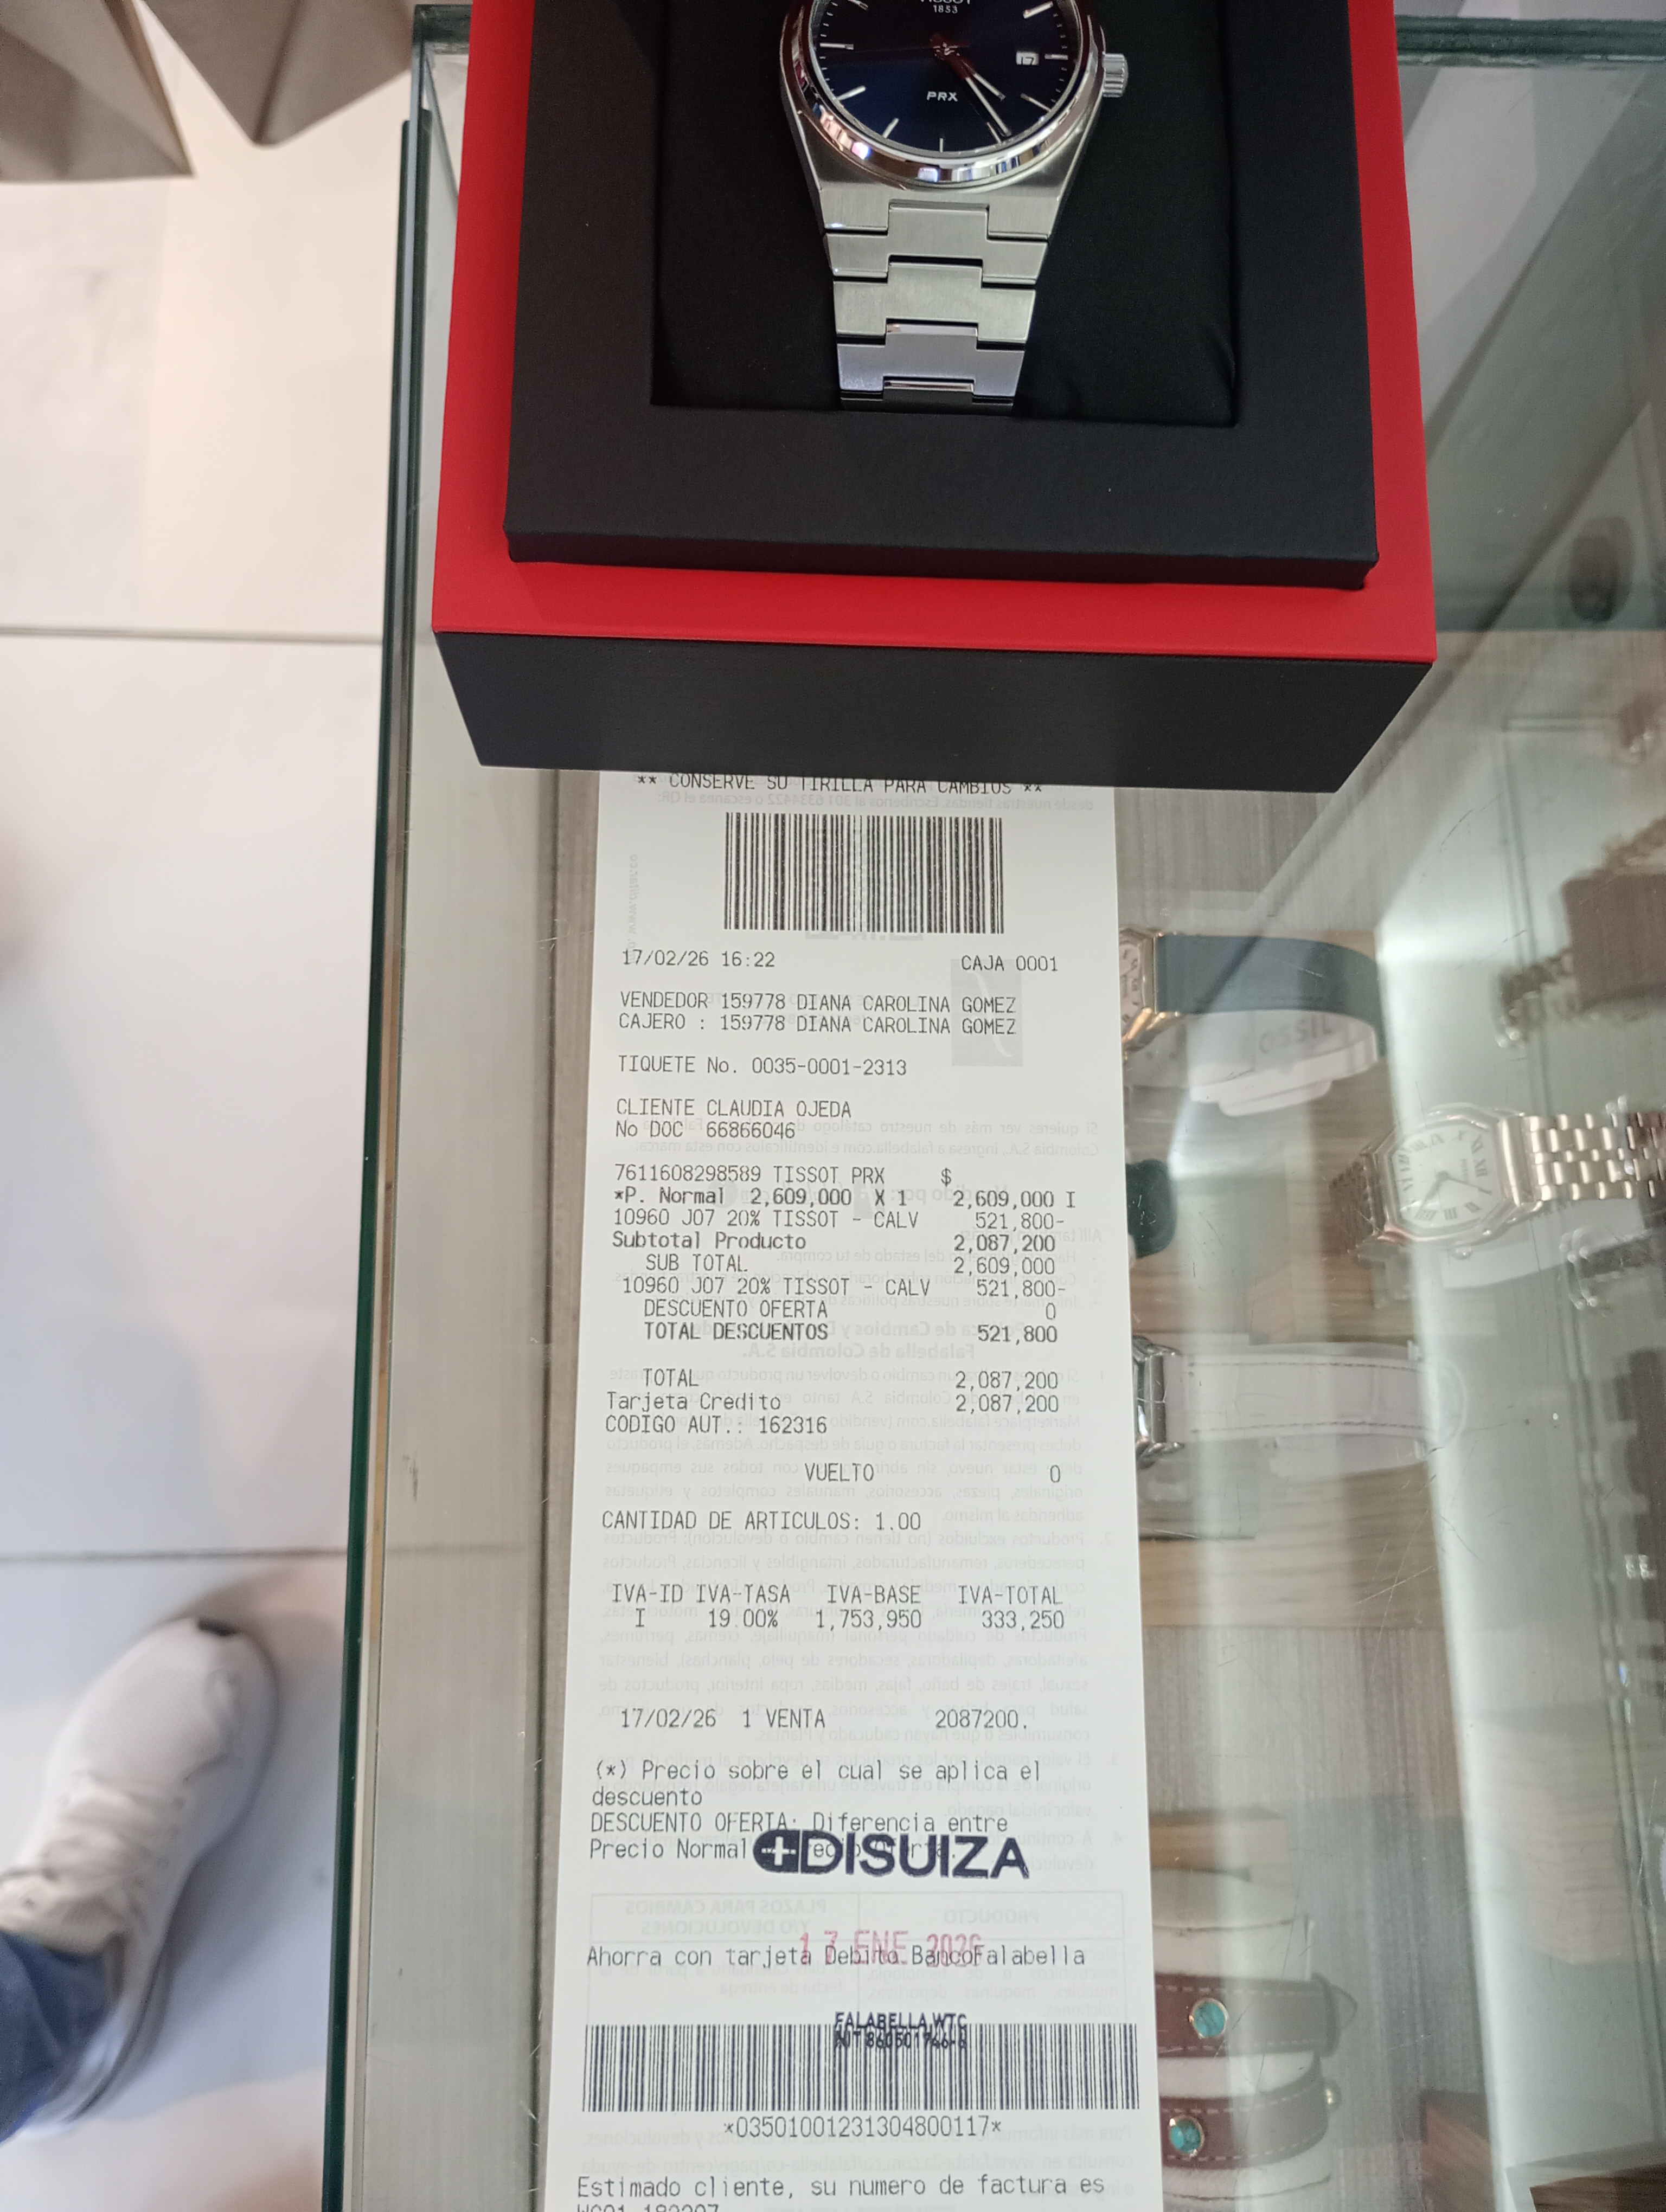 1853
17
PRX
** CONSERVE SU TIRILLA PARA CAMBIOS **
17/02/26 16:22 CAJA 0001
VENDEDOR 159778 DIANA CAROLINA GOMEZ
CAJERO : 159778 DIANA CAROLINA GOMEZ
TIQUETE No. 0035-0001-2313
CLIENTE CLAUDIA OJEDA
No DOC 66866046
7611608298589 TISSOT PRX $
*P. Normal 2,609,000 X 1 2,609,000 I
10960 J07 20% TISSOT - CALV 521,800-
Subtotal Producto 2,087,200
SUB TOTAL 2,609,000
10960 J07 20% TISSOT - CALV 521,800-
DESCUENTO OFERTA 0
TOTAL DESCUENTOS 521,800
TOTAL 2,087,200
Tarjeta Credito 2,087,200
CODIGO AUT.: 162316
VUELTO 0
CANTIDAD DE ARTICULOS: 1.00
IVA-ID IVA-TASA IVA-BASE IVA-TOTAL
I 19.00% 1,753,950 333,250
17/02/26 1 VENTA 2087200.
(*) Precio sobre el cual se aplica el
descuento
DESCUENTO OFERTA: Diferencia entre
Precio Normal
DISUIZA
17 ENE 2026
Ahorra con tarjeta Debito BancoFalabella
FALABELLA WTC
*03501001231304800117*
Estimado cliente, su numero de factura es